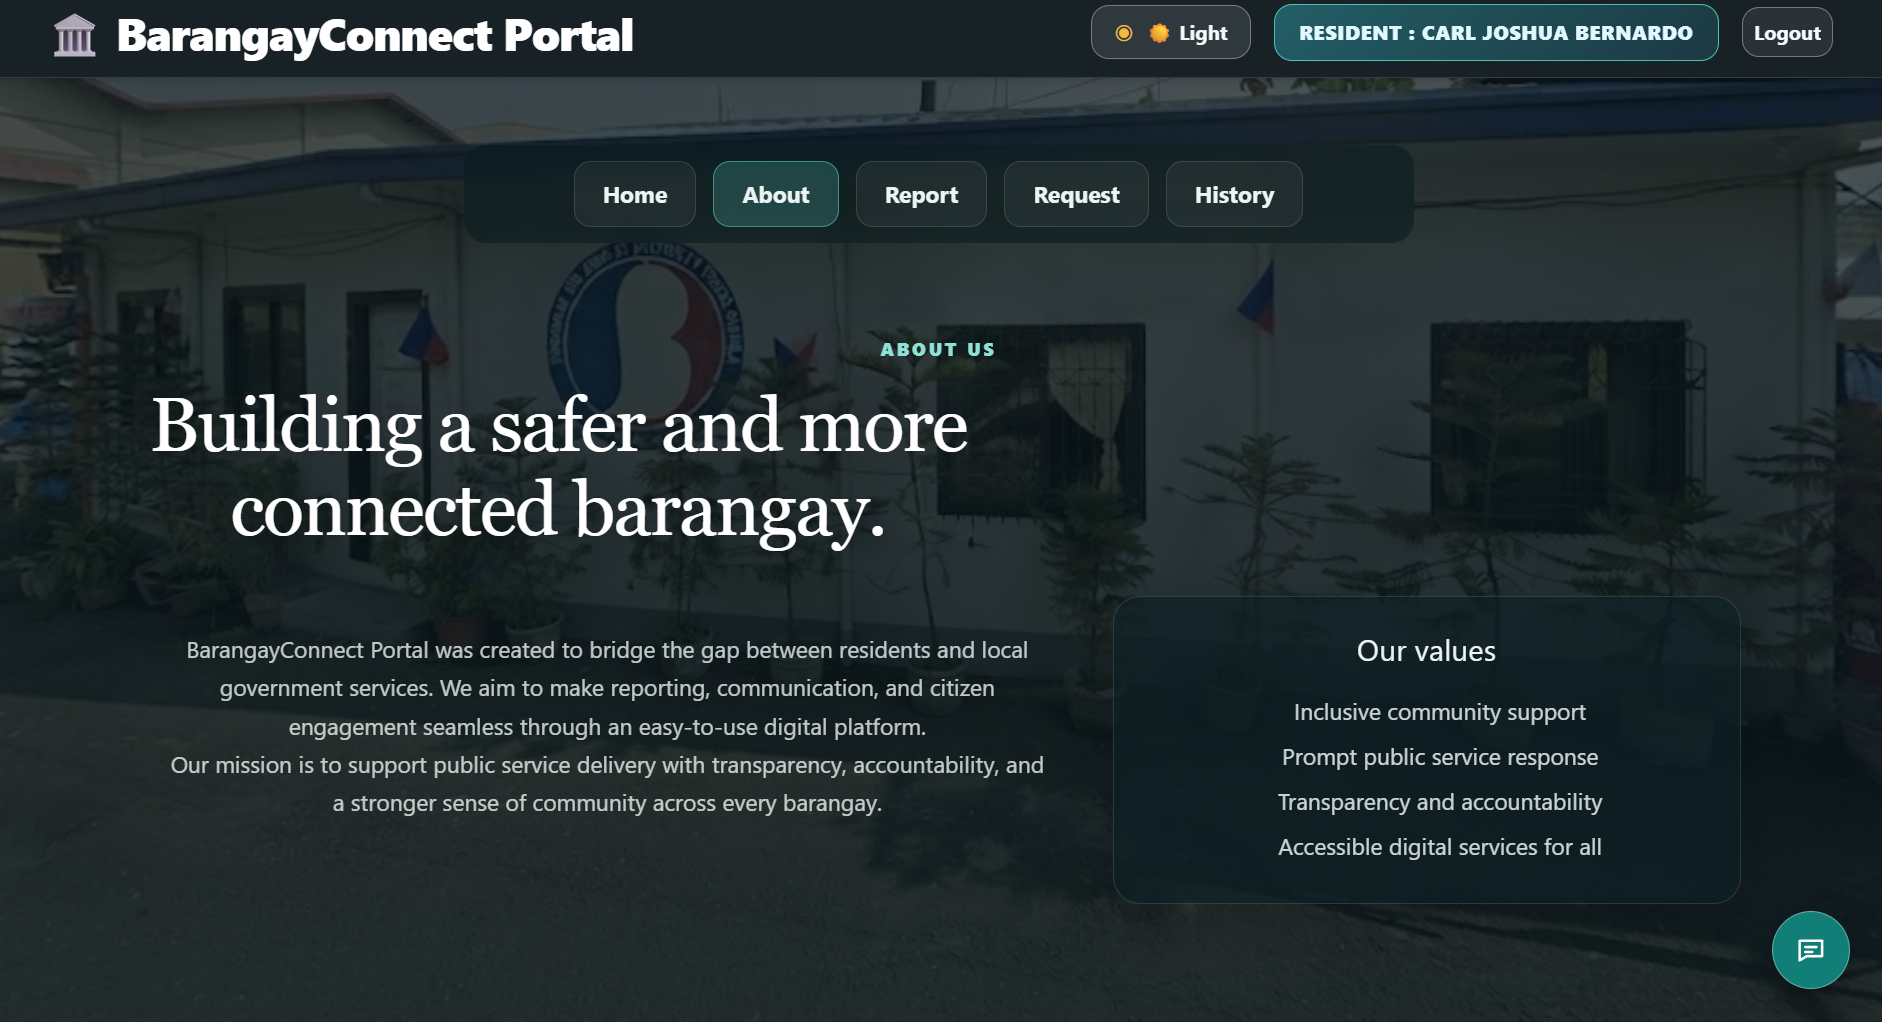 BarangayConnect Portal
Light
RESIDENT : CARL JOSHUA BERNARDO
Logout
Home
About
Report
Request
History
ABOUT US
Building a safer and more
connected barangay.
BarangayConnect Portal was created to bridge the gap between residents and local
government services. We aim to make reporting, communication, and citizen
engagement seamless through an easy-to-use digital platform.
Our mission is to support public service delivery with transparency, accountability, and
a stronger sense of community across every barangay.
Our values
Inclusive community support
Prompt public service response
Transparency and accountability
Accessible digital services for all